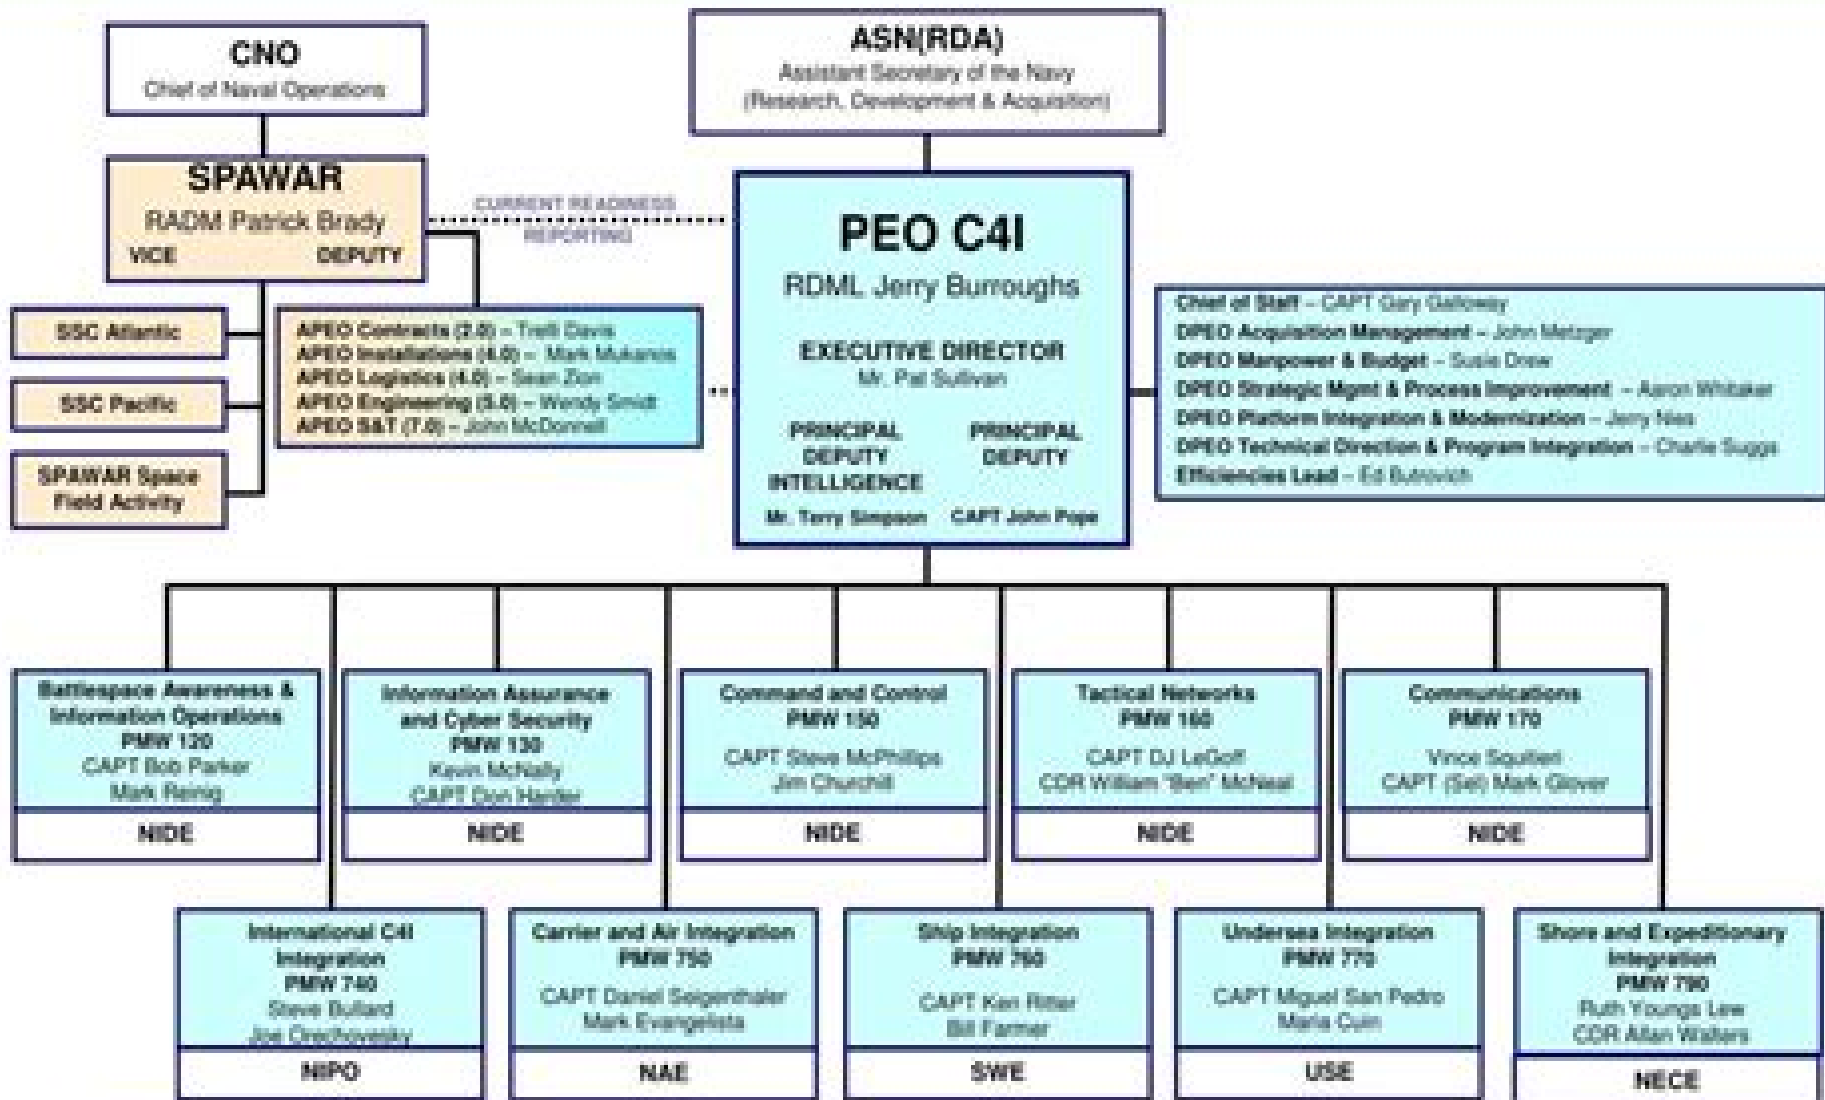 CNO
Chief of Naval Operations
ASN(RDA)
Assistant Secretary of the Navy
(Research, Development & Acquisition)
SPAWAR
RADM Patrick Brady
VICE DEPUTY
CURRENT READINESS
REPORTING
SSC Atlantic
SSC Pacific
SPAWAR Space
Field Activity
APEO Contracts (2.0) – Davis
APEO Installations (4.0) – Mark
APEO Logistics (4.0) – Sean Zion
APEO Engineering (5.0) – Wendy Smidt
APEO S&T (7.0) – John McDonnell
PEO C4I
RDML Jerry Burroughs
EXECUTIVE DIRECTOR
Mr. Pat Sullivan
PRINCIPAL
DEPUTY
INTELLIGENCE
Mr. Terry Simpson
PRINCIPAL
DEPUTY
CAPT John Pope
Chief of Staff – CAPT Gary Galloway
DPEO Acquisition Management – John Metzger
DPEO Manpower & Budget – Susie Drew
DPEO Strategic Mgmt & Process Improvement – Aaron Whitaker
DPEO Platform Integration & Modernization – Jerry Nies
DPEO Technical Direction & Program Integration – Charlie Suggs
Efficiencies Lead – Ed Butrovich
Battlespace Awareness &
Information Operations
PMW 120
CAPT Bob Parker
Mark Reinig
NIDE
Information Assurance
and Cyber Security
PMW 130
Kevin McNally
CAPT Don Harder
NIDE
Command and Control
PMW 150
CAPT Steve McPhillips
Jim Churchill
NIDE
Tactical Networks
PMW 160
CAPT DJ LeGoff
CDR William "Ben" McNeal
NIDE
Communications
PMW 170
Vince Squitieri
CAPT (Sel) Mark Glover
NIDE
International C4I
Integration
PMW 740
Steve Bullard
Joe Orechovesky
NIPO
Carrier and Air Integration
PMW 750
CAPT Daniel Seigenthaler
Mark Evangelista
NAE
Ship Integration
PMW 760
CAPT Ken Ritter
Bill Farmer
SWE
Undersea Integration
PMW 770
CAPT Miguel San Pedro
Maria Cuin
USE
Shore and Expeditionary
Integration
PMW 790
Ruth Youngs Lew
CDR Allan Walters
NECE